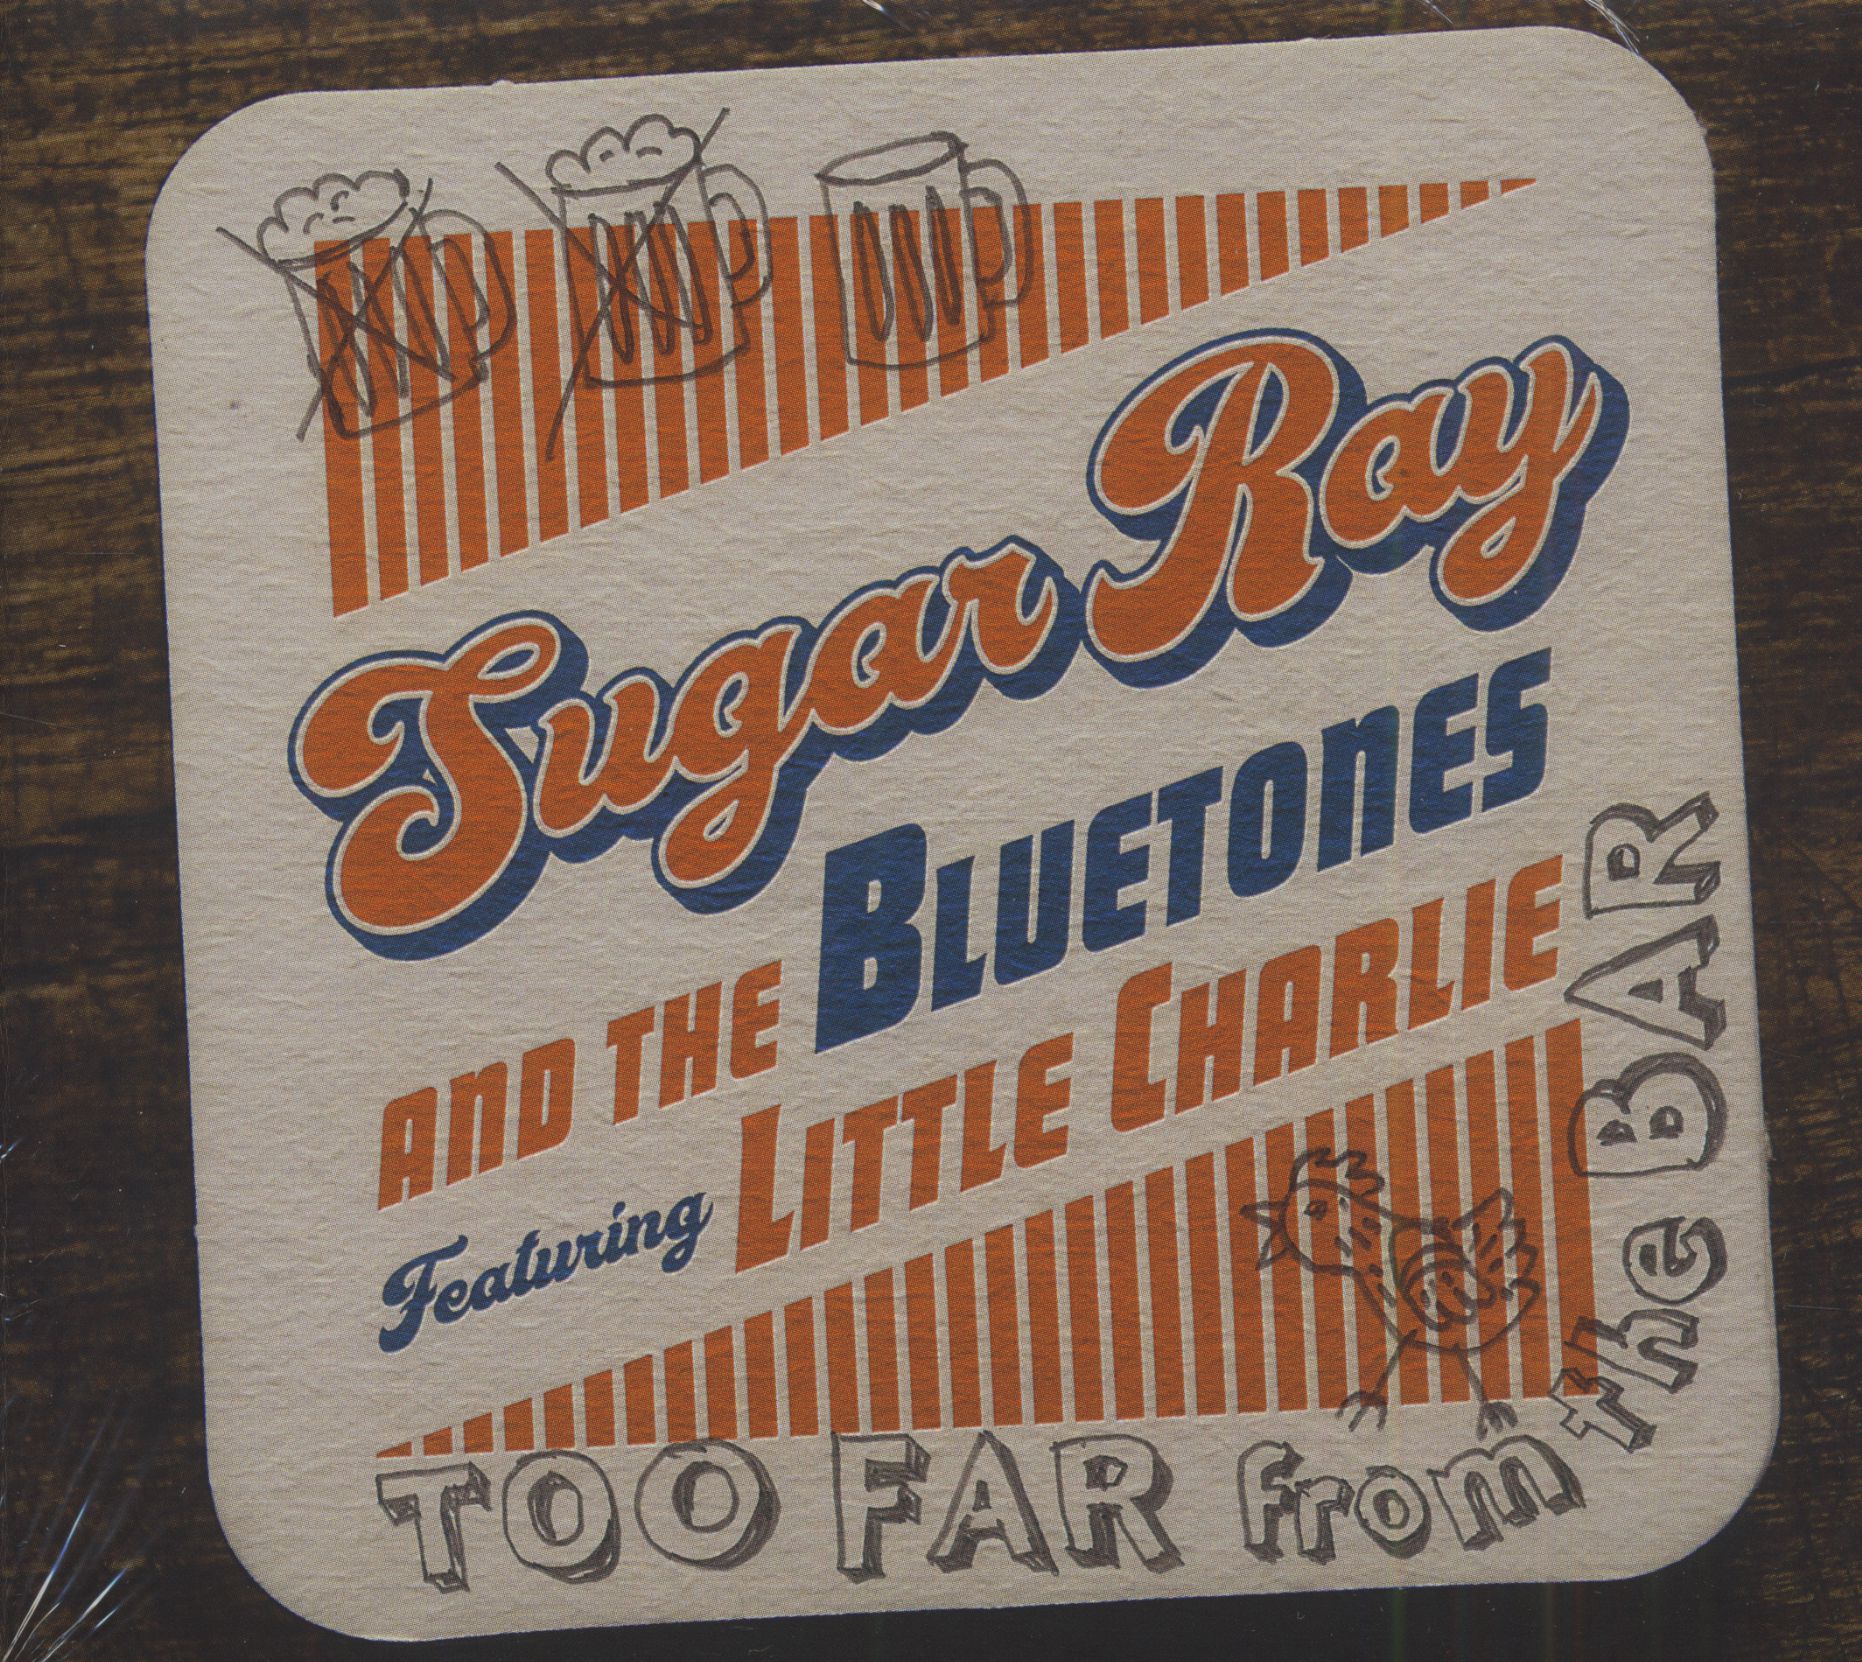 Sugar Ray
AND THE BLUETONES
Featuring LITTLE CHARLIE
TOO FAR from the BAR